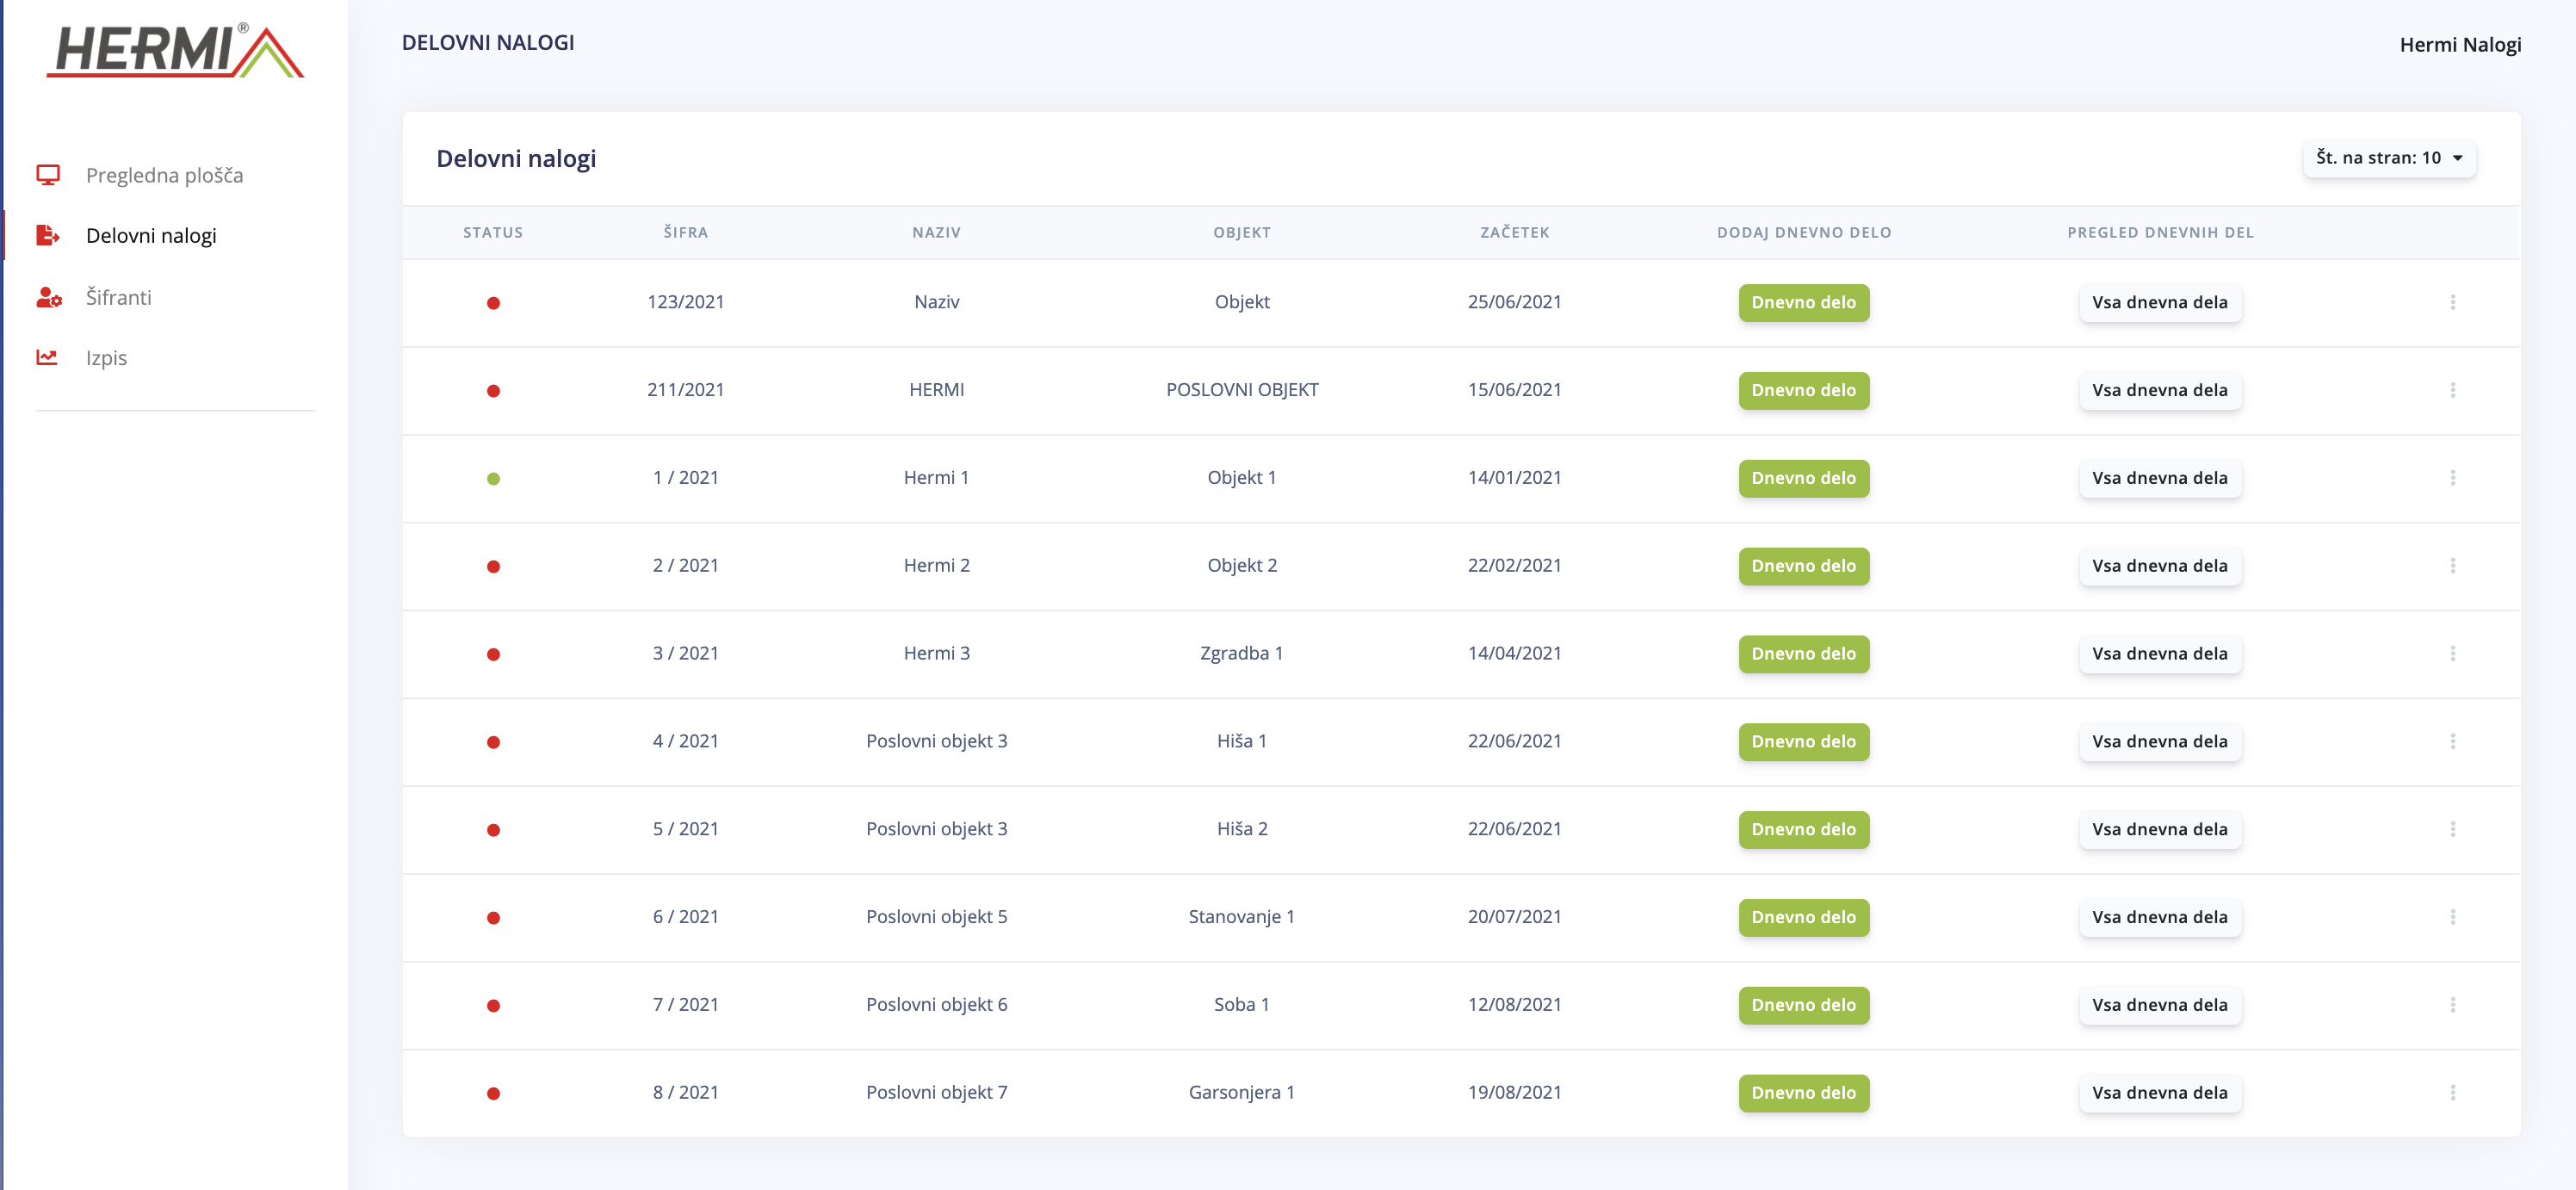 HERMI®
DELOVNI NALOGI
Hermi Nalogi
Pregledna plošča
Delovni nalogi
Šifranti
Izpis
Delovni nalogi
Št. na stran: 10
STATUS ŠIFRA NAZIV OBJEKT ZAČETEK DODAJ DNEVNO DELO PREGLED DNEVNIH DEL
123/2021 Naziv Objekt 25/06/2021 Dnevno delo Vsa dnevna dela
211/2021 HERMI POSLOVNI OBJEKT 15/06/2021 Dnevno delo Vsa dnevna dela
1 / 2021 Hermi 1 Objekt 1 14/01/2021 Dnevno delo Vsa dnevna dela
2 / 2021 Hermi 2 Objekt 2 22/02/2021 Dnevno delo Vsa dnevna dela
3 / 2021 Hermi 3 Zgradba 1 14/04/2021 Dnevno delo Vsa dnevna dela
4 / 2021 Poslovni objekt 3 Hiša 1 22/06/2021 Dnevno delo Vsa dnevna dela
5 / 2021 Poslovni objekt 3 Hiša 2 22/06/2021 Dnevno delo Vsa dnevna dela
6 / 2021 Poslovni objekt 5 Stanovanje 1 20/07/2021 Dnevno delo Vsa dnevna dela
7 / 2021 Poslovni objekt 6 Soba 1 12/08/2021 Dnevno delo Vsa dnevna dela
8 / 2021 Poslovni objekt 7 Garsonjera 1 19/08/2021 Dnevno delo Vsa dnevna dela